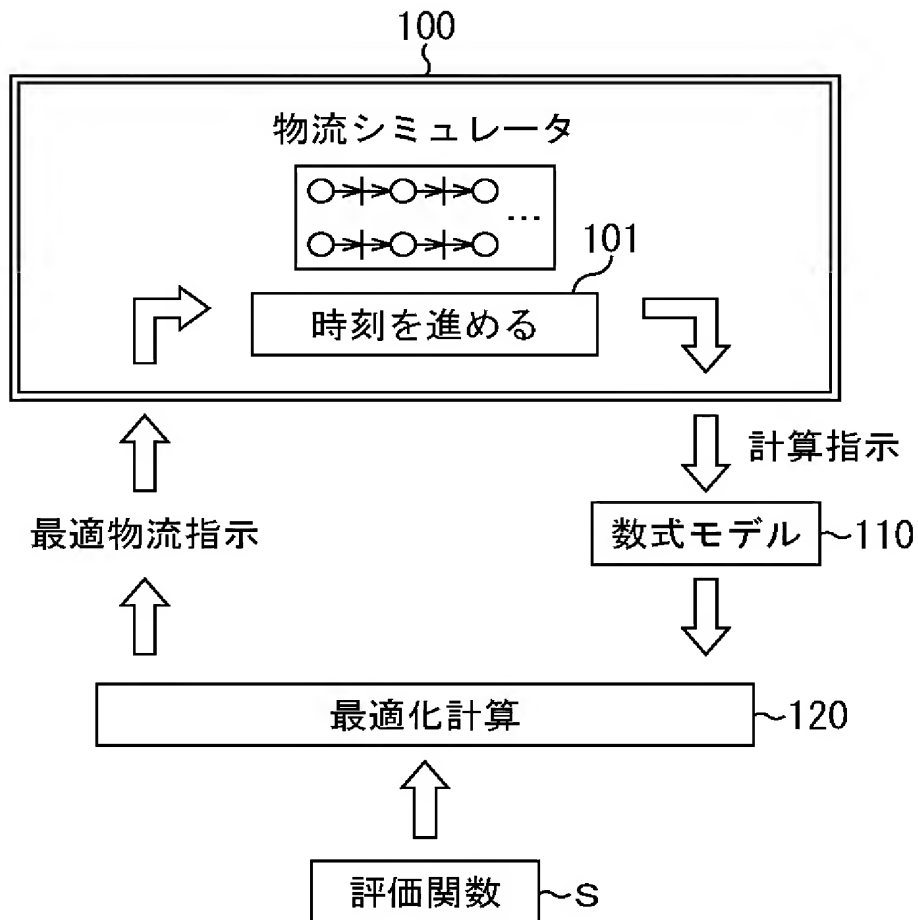 100
物流シミュレータ
...
101
時刻を進める
計算指示
最適物流指示
数式モデル
110
最適化計算
120
評価関数
S